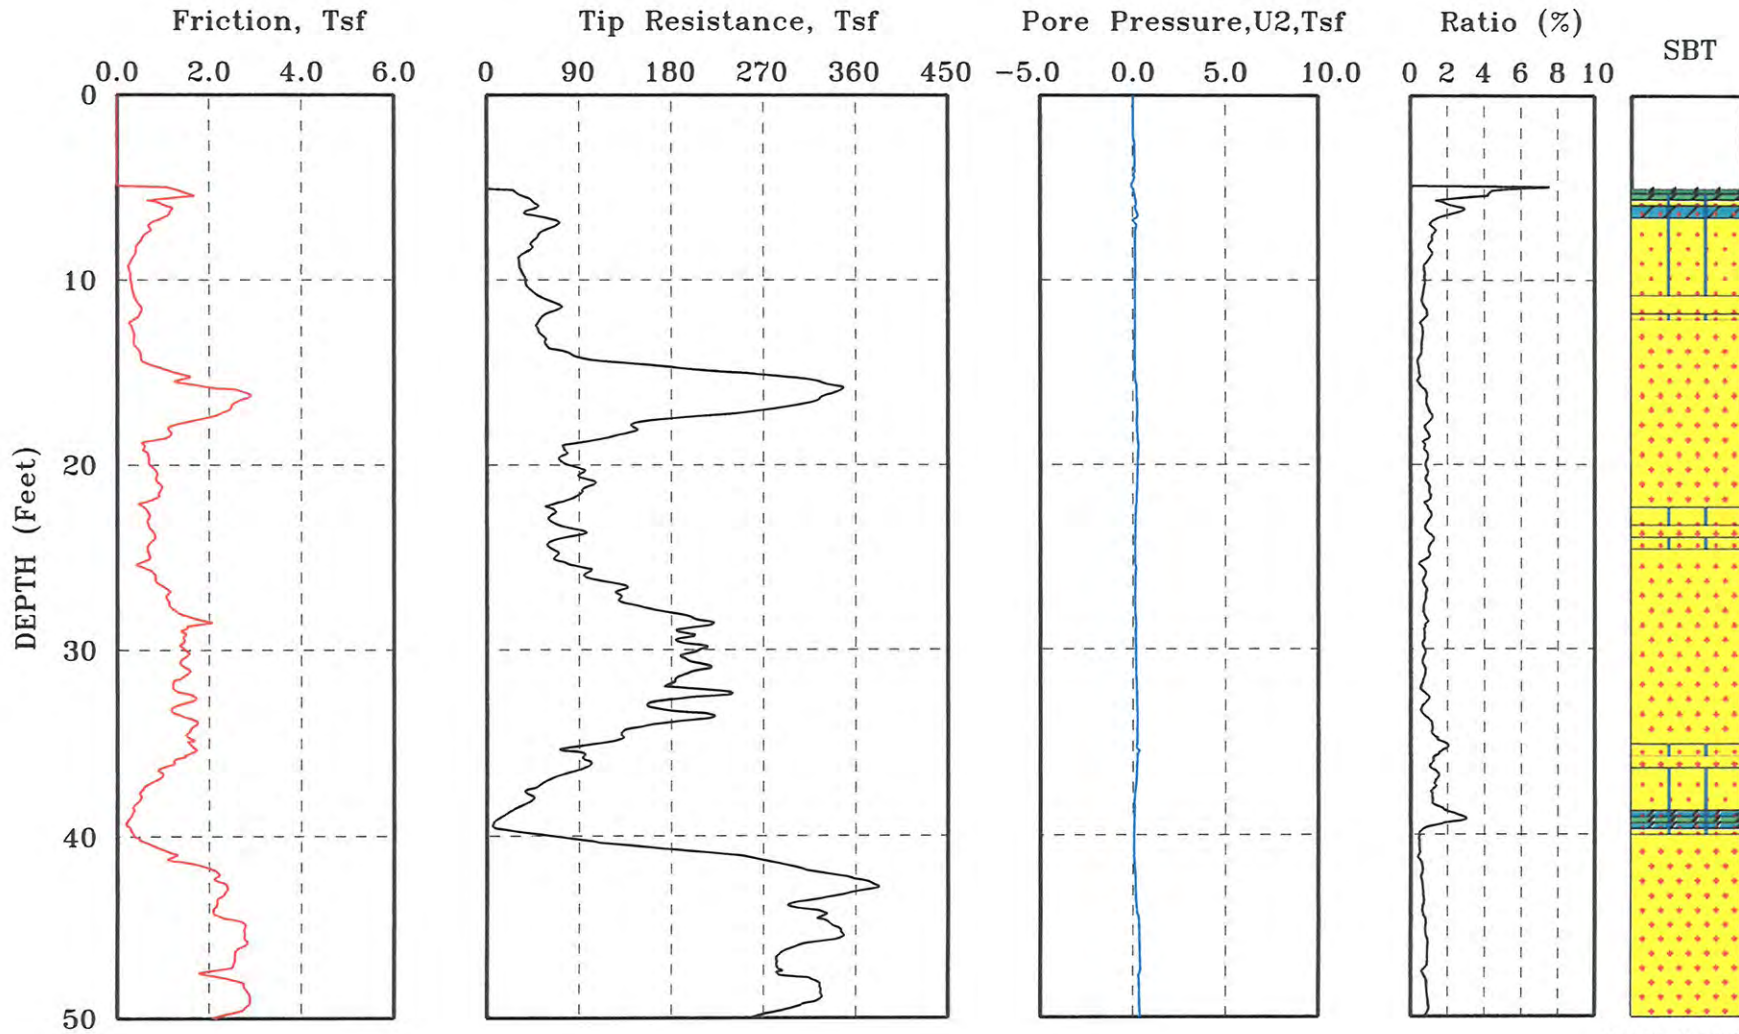 Friction, Tsf
Tip Resistance, Tsf
Pore Pressure,U2,Tsf
Ratio (%)
SBT
0.0 2.0 4.0 6.0
0 90 180 270 360 450
−5.0 0.0 5.0 10.0
0 2 4 6 8 10
DEPTH (Feet)
0
10
20
30
40
50